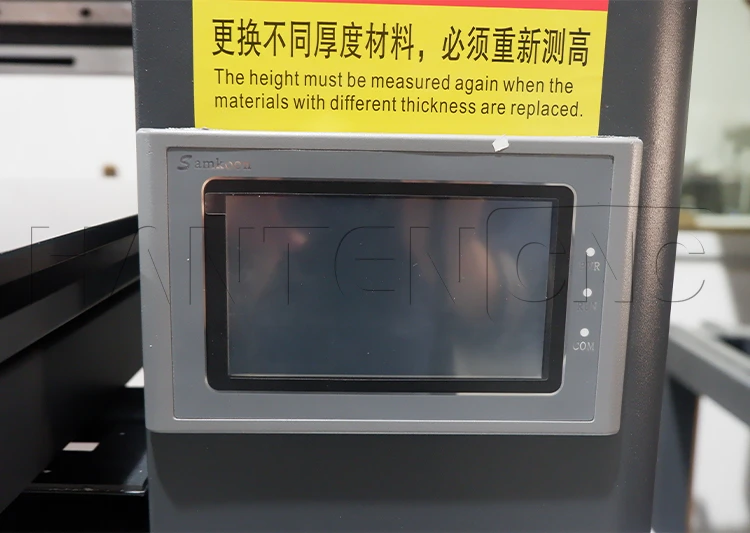 更换不同厚度材料，必须重新测高
The height must be measured again when the
materials with different thickness are replaced.
Samkoon
HANTENCNC
COM